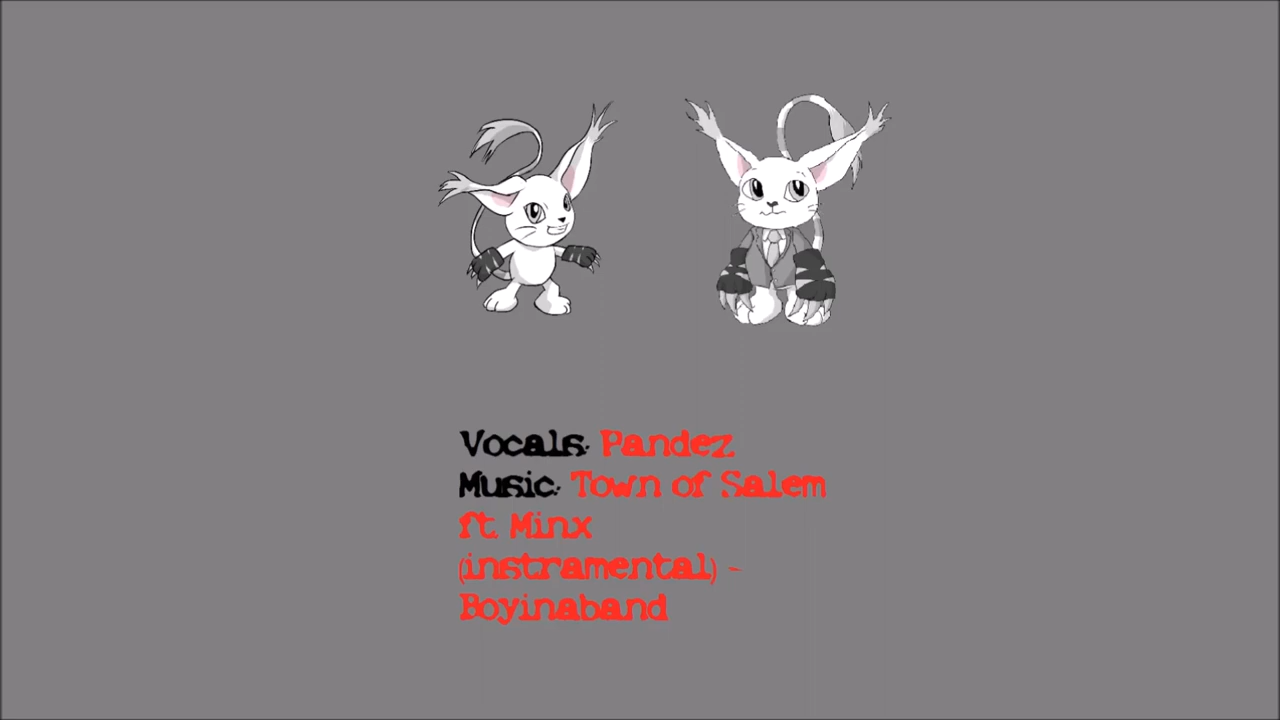 Vocals: Pandez
Music: Town of Salem
ft. Minx
(instramental) -
Boyinaband